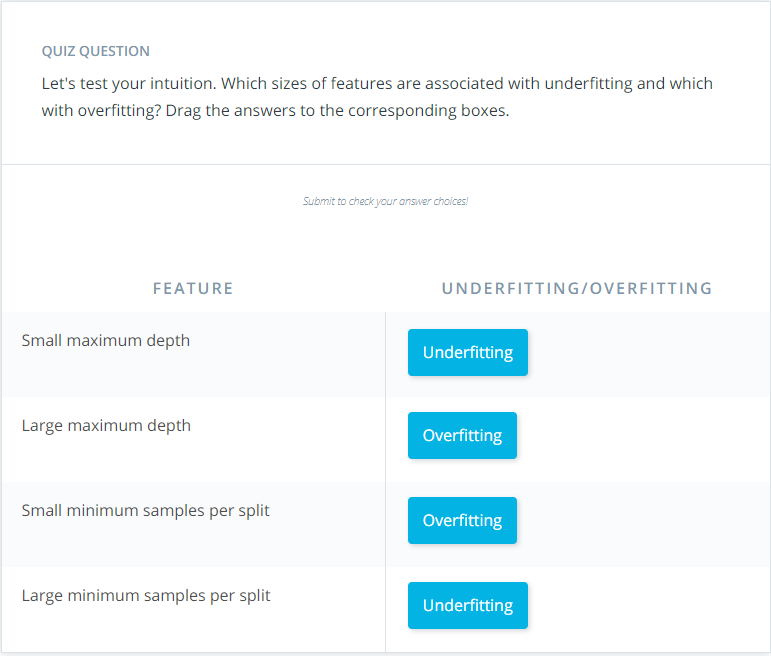 QUIZ QUESTION
Let's test your intuition. Which sizes of features are associated with underfitting and which
with overfitting? Drag the answers to the corresponding boxes.
Submit to check your answer choices!
FEATURE UNDERFITTING/OVERFITTING
Small maximum depth Underfitting
Large maximum depth Overfitting
Small minimum samples per split Overfitting
Large minimum samples per split Underfitting